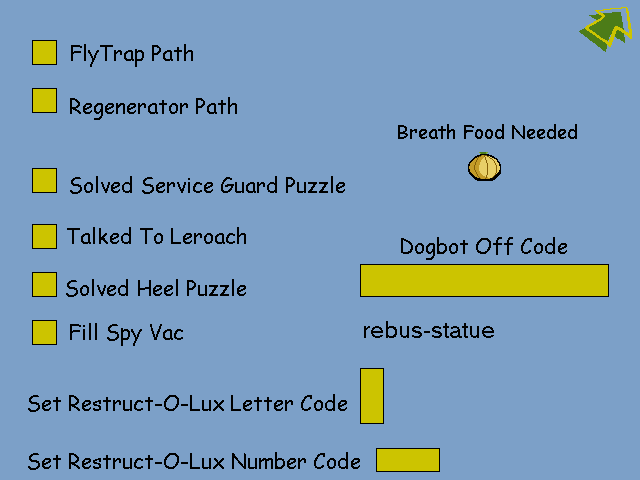 FlyTrap Path
Regenerator Path
Breath Food Needed
Solved Service Guard Puzzle
Talked To Leroach
Dogbot Off Code
Solved Heel Puzzle
Fill Spy Vac
rebus-statue
Set Restruct-O-Lux Letter Code
Set Restruct-O-Lux Number Code